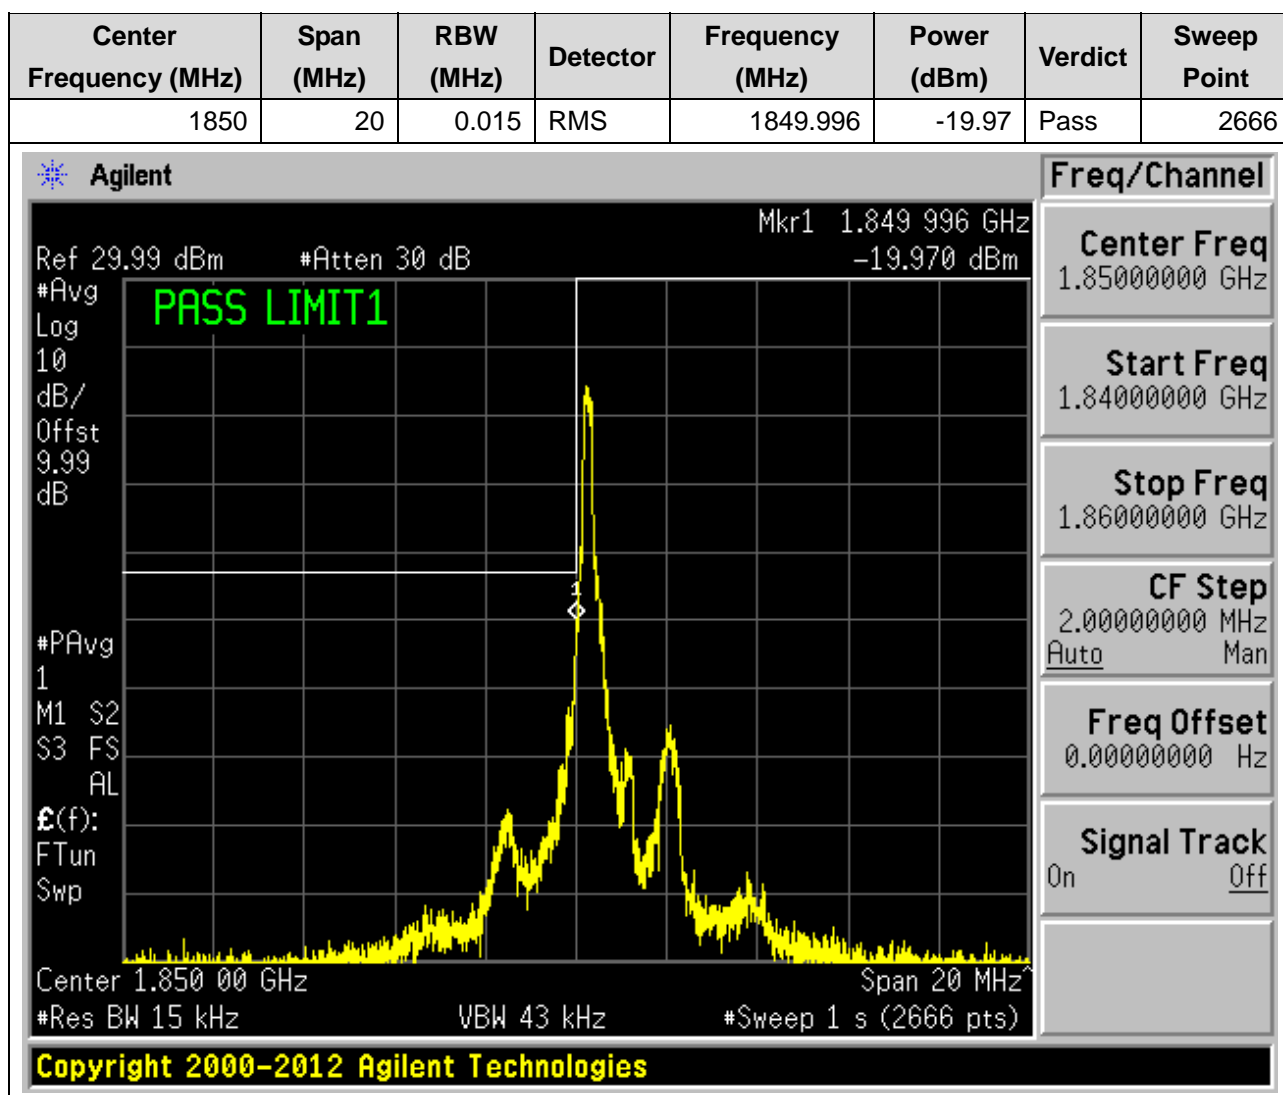 Center Frequency (MHz) Span (MHz) RBW (MHz) Detector Frequency (MHz) Power (dBm) Verdict Sweep Point
1850 20 0.015 RMS 1849.996 -19.97 Pass 2666
Agilent
Freq/Channel
Mkr1 1.849 996 GHz
Ref 29.99 dBm #Atten 30 dB -19.970 dBm
#Avg
Log
10
dB/
Offst
9.99
dB
PASS LIMIT1
1
#PAvg
1
M1 S2
S3 FS
AL
£(f):
FTun
Swp
Center 1.850 00 GHz Span 20 MHz^
#Res BW 15 kHz VBW 43 kHz #Sweep 1 s (2666 pts)
Center Freq
1.85000000 GHz
Start Freq
1.84000000 GHz
Stop Freq
1.86000000 GHz
CF Step
2.00000000 MHz
Auto Man
Freq Offset
0.00000000 Hz
Signal Track
On Off
Copyright 2000-2012 Agilent Technologies